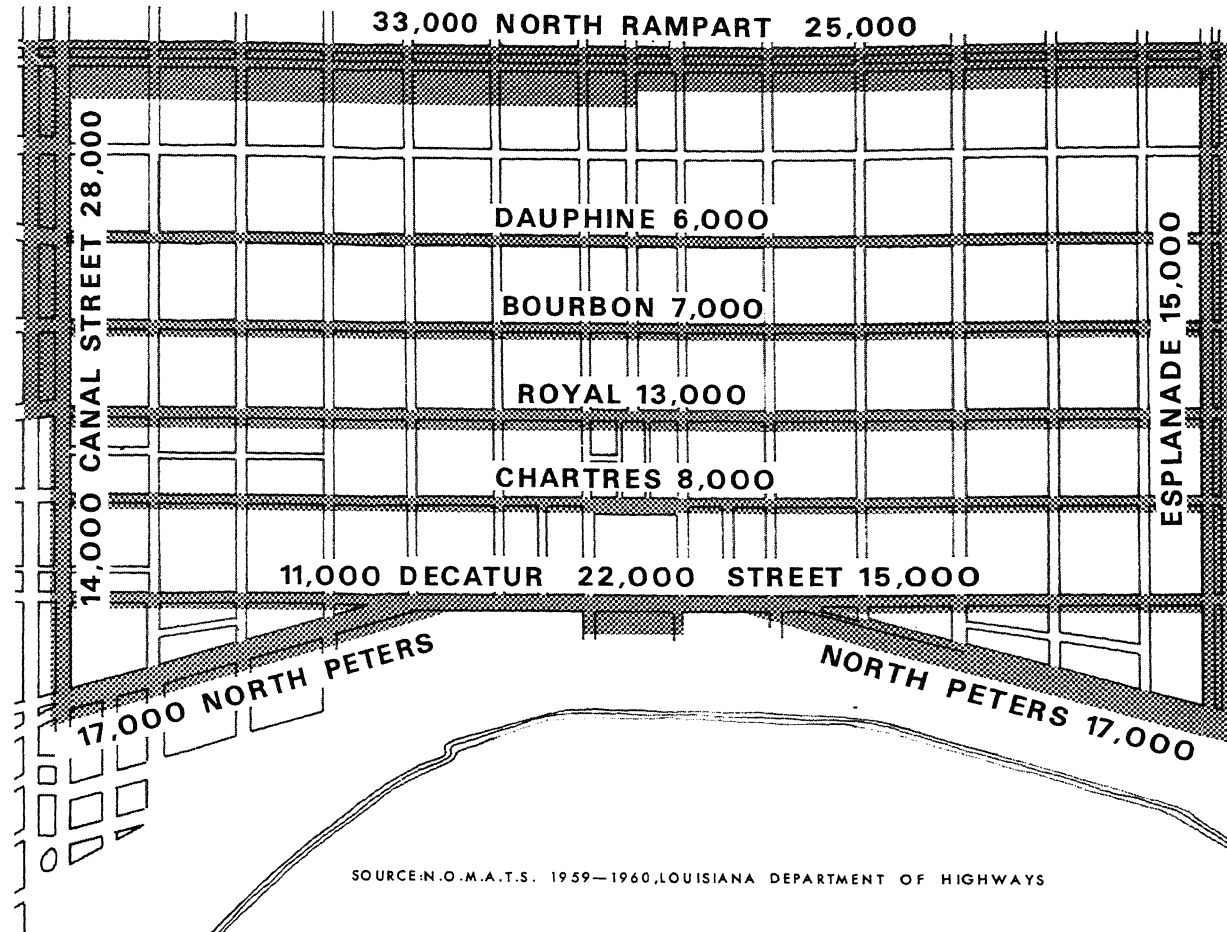 33,000 NORTH RAMPART 25,000
14,000 CANAL STREET 28,000
DAUPHINE 6,000
BOURBON 7,000
ROYAL 13,000
CHARTRES 8,000
ESPLANADE 15,000
11,000 DECATUR 22,000 STREET 15,000
17,000 NORTH PETERS
NORTH PETERS 17,000
SOURCE:N.O.M.A.T.S. 1959—1960,LOUISIANA DEPARTMENT OF HIGHWAYS